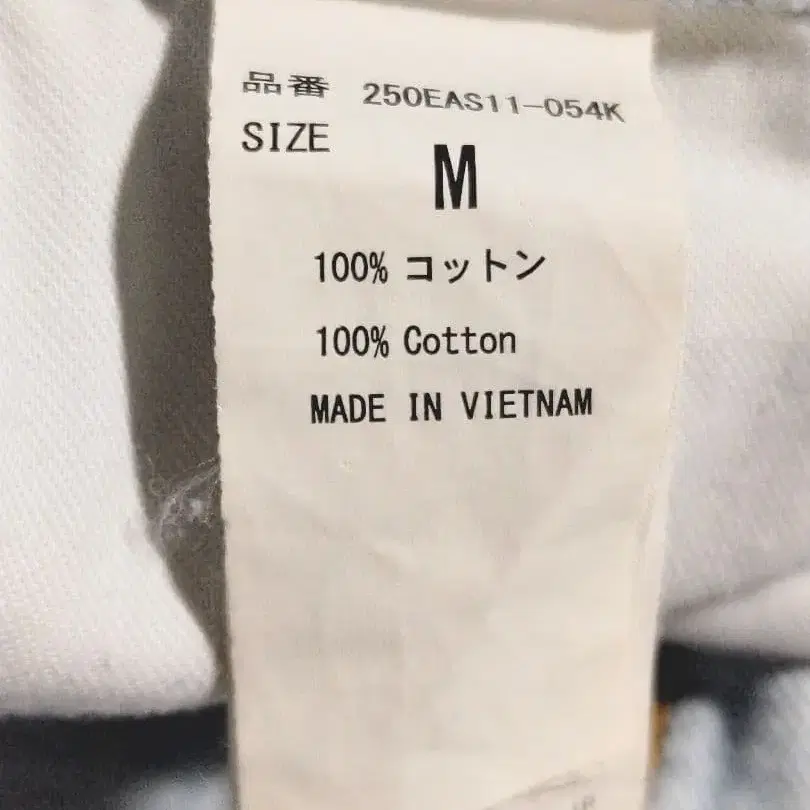 品番 250EAS11-054K
SIZE M
100% コットン
100% Cotton
MADE IN VIETNAM